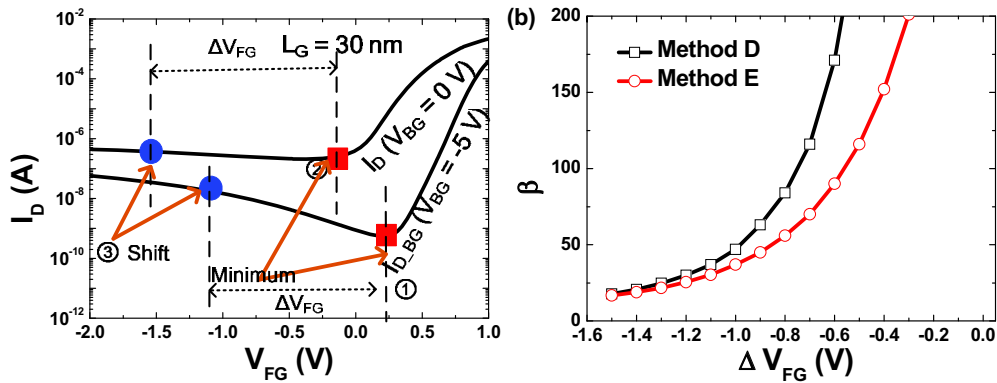 10⁰
10⁻²
10⁻⁴
10⁻⁶
10⁻⁸
10⁻¹⁰
10⁻¹²
I_D (A)
ΔV_FG
L_G = 30 nm
I_D (V_BG = 0 V)
I_D_BG (V_BG = -5 V)
②
③ Shift
Minimum
①
ΔV_FG
-2.0 -1.5 -1.0 -0.5 0.0 0.5 1.0
V_FG (V)
(b)
200
150
100
50
0
β
Method D
Method E
-1.6 -1.4 -1.2 -1.0 -0.8 -0.6 -0.4 -0.2 0.0
Δ V_FG (V)